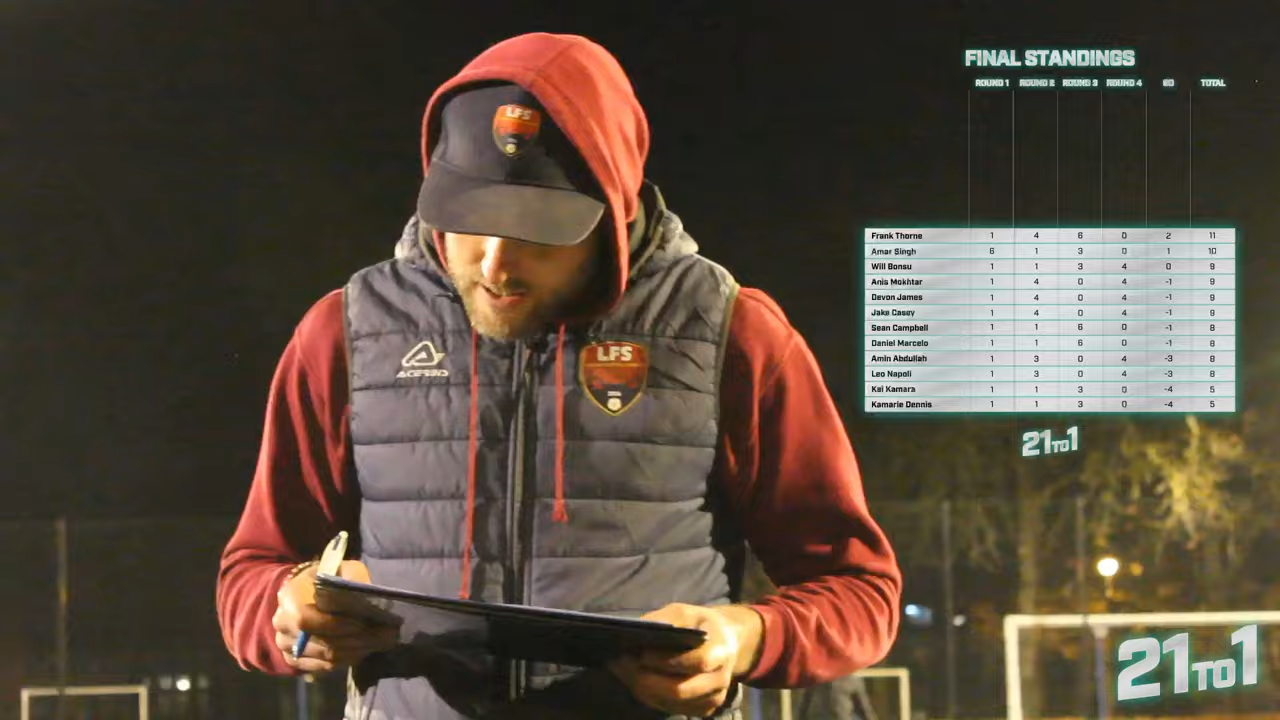 LFS
ACERBIS
LFS
FINAL STANDINGS
ROUND 1 ROUND 2 ROUND 3 ROUND 4 GD TOTAL
Frank Thorne 1 4 6 0 2 11
Amar Singh 6 1 3 0 1 10
Will Bonsu 1 1 3 4 0 9
Anis Mokhtar 1 4 0 4 -1 9
Devon James 1 4 0 4 -1 9
Jake Casey 1 4 0 4 -1 9
Sean Campbell 1 1 6 0 -1 8
Daniel Marcelo 1 1 6 0 -1 8
Amin Abdullah 1 3 0 4 -3 8
Leo Napoli 1 3 0 4 -3 8
Kai Kamara 1 1 3 0 -4 5
Kamarie Dennis 1 1 3 0 -4 5
21TO1
21TO1